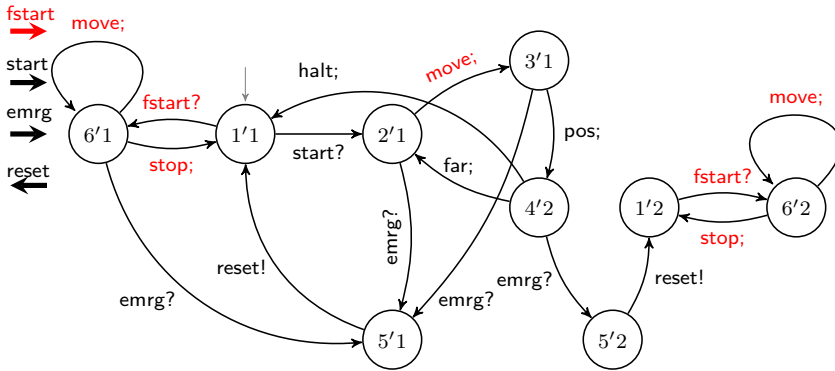 fstart
start
emrg
reset
move;
fstart?
stop;
halt;
start?
move;
far;
pos;
emrg?
reset!
emrg?
emrg?
emrg?
reset!
fstart?
stop;
move;
6′1
1′1
2′1
3′1
4′2
5′1
5′2
1′2
6′2